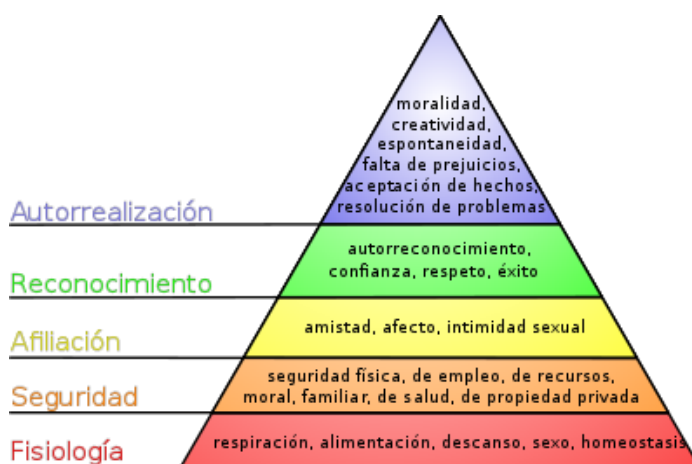 moralidad,
creatividad,
espontaneidad,
falta de prejuicios,
aceptación de hechos,
resolución de problemas
Autorrealización
autorreconocimiento,
confianza, respeto, éxito
Reconocimiento
amistad, afecto, intimidad sexual
Afiliación
seguridad física, de empleo, de recursos,
moral, familiar, de salud, de propiedad privada
Seguridad
respiración, alimentación, descanso, sexo, homeostasis
Fisiología